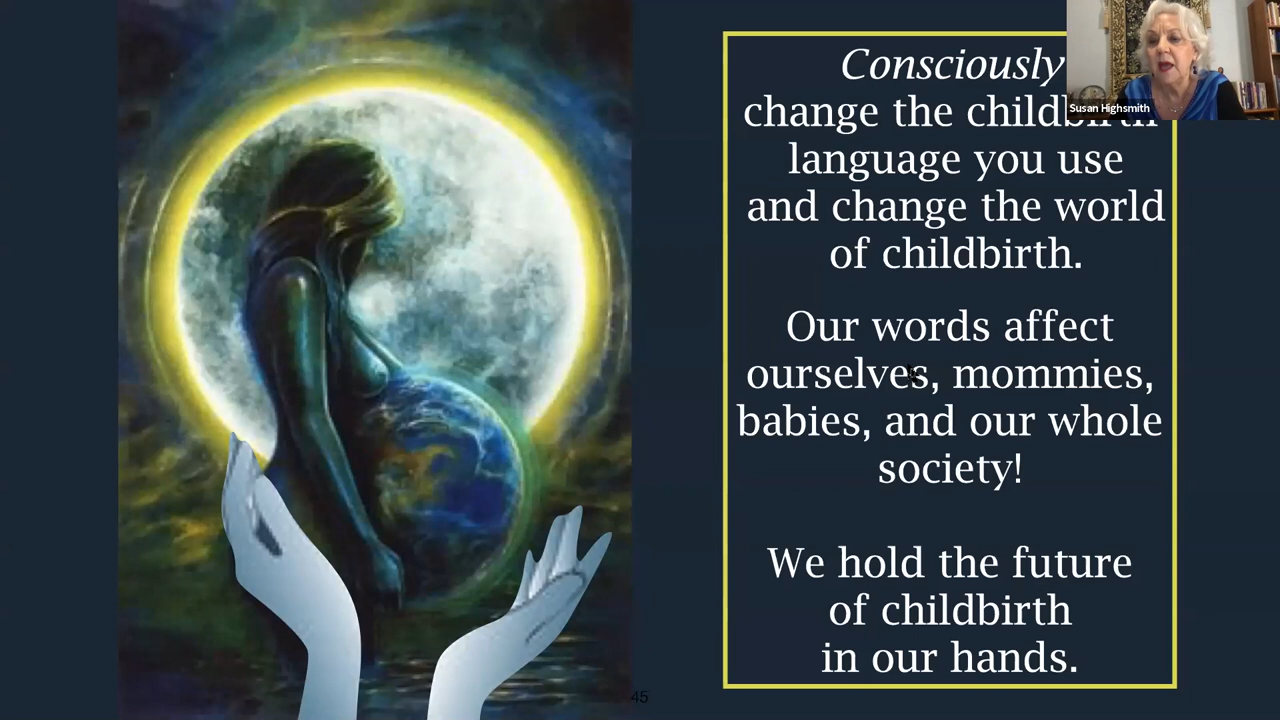 Consciously
change the childbirth
language you use
and change the world
of childbirth.
Our words affect
ourselves, mommies,
babies, and our whole
society!
We hold the future
of childbirth
in our hands.
Susan Highsmith
45